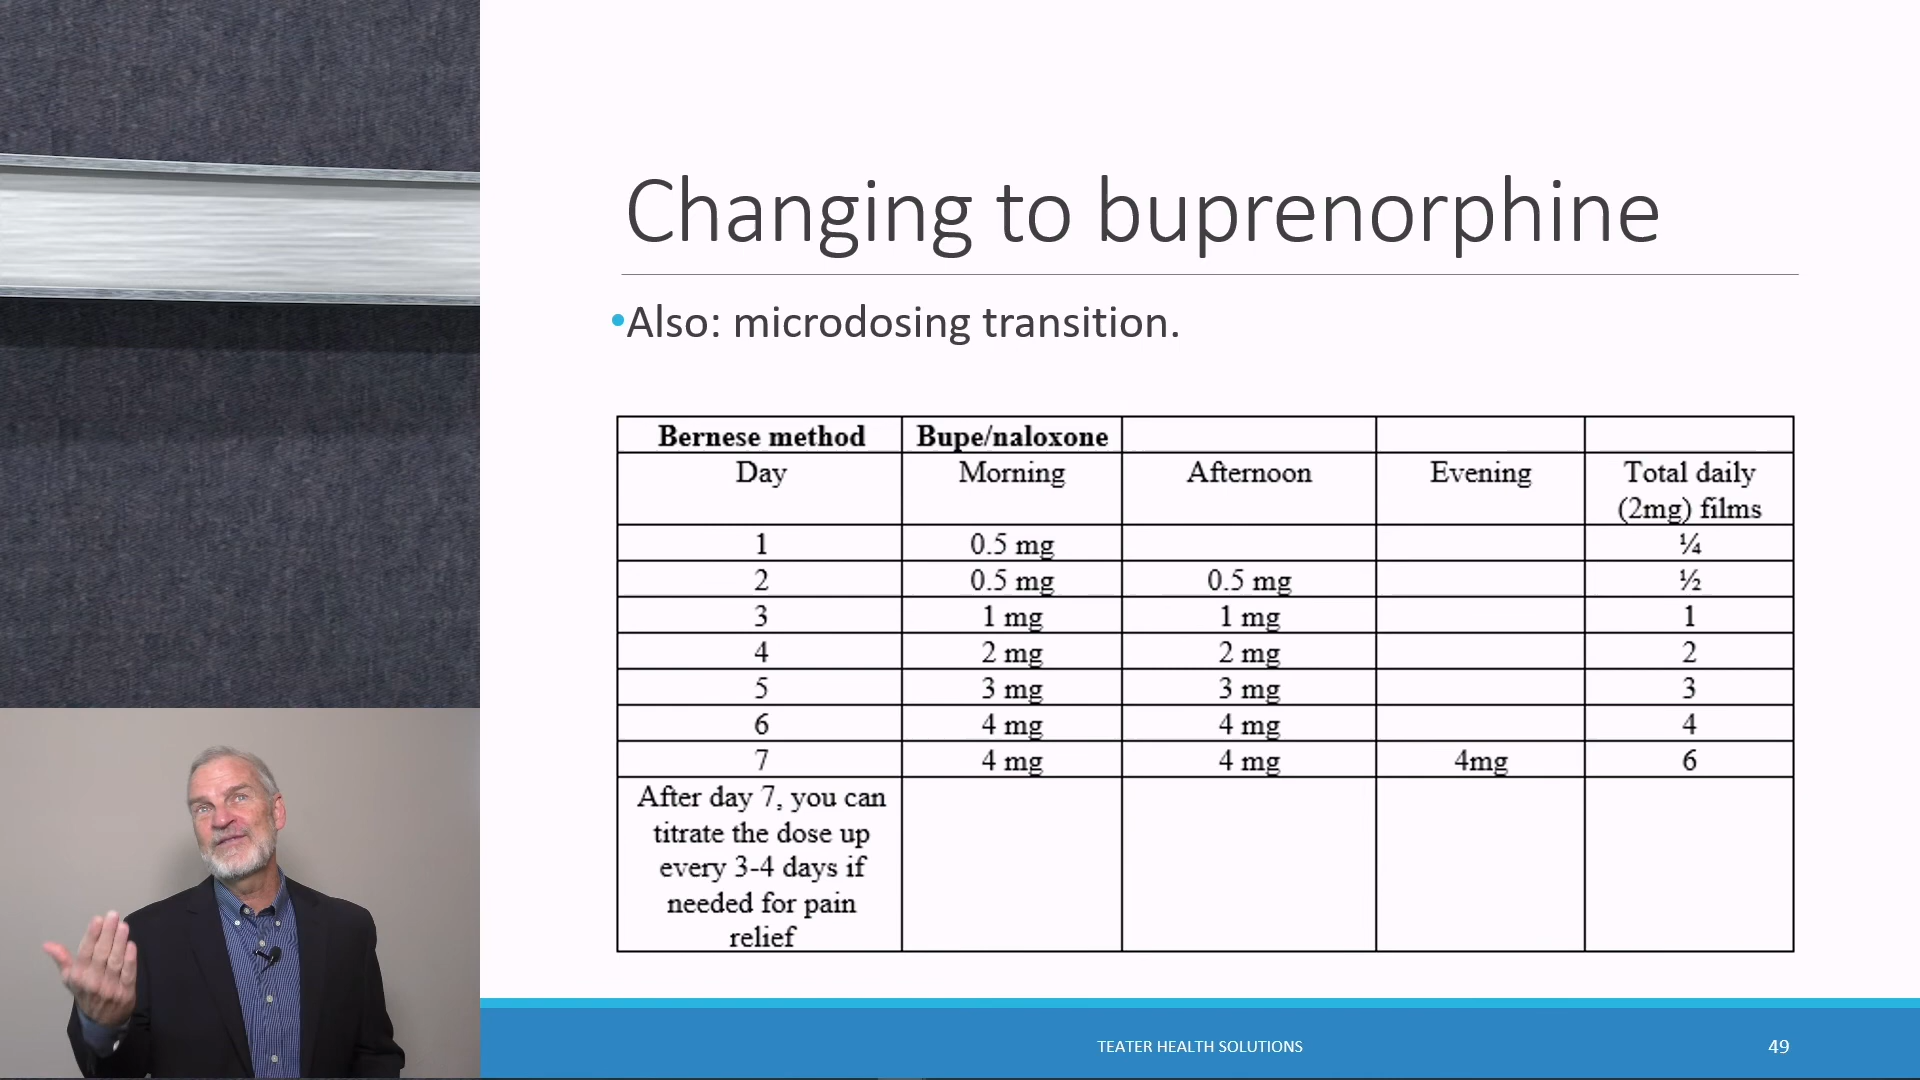 Changing to buprenorphine
•Also: microdosing transition.
Bernese method Bupe/naloxone
Day Morning Afternoon Evening Total daily
(2mg) films
1 0.5 mg ¼
2 0.5 mg 0.5 mg ½
3 1 mg 1 mg 1
4 2 mg 2 mg 2
5 3 mg 3 mg 3
6 4 mg 4 mg 4
7 4 mg 4 mg 4mg 6
After day 7, you can
titrate the dose up
every 3-4 days if
needed for pain
relief
TEATER HEALTH SOLUTIONS 49